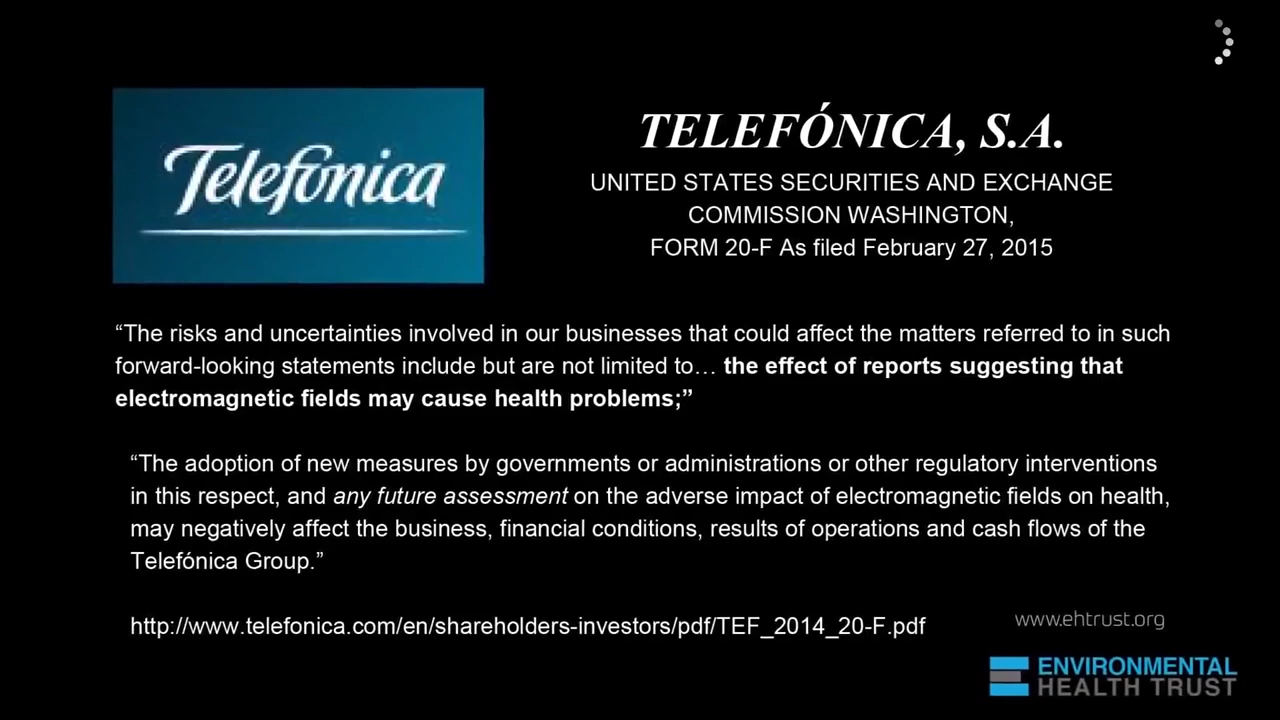 Telefónica
TELEFÓNICA, S.A.
UNITED STATES SECURITIES AND EXCHANGE
COMMISSION WASHINGTON,
FORM 20-F As filed February 27, 2015
“The risks and uncertainties involved in our businesses that could affect the matters referred to in such
forward-looking statements include but are not limited to… the effect of reports suggesting that
electromagnetic fields may cause health problems;”
“The adoption of new measures by governments or administrations or other regulatory interventions
in this respect, and any future assessment on the adverse impact of electromagnetic fields on health,
may negatively affect the business, financial conditions, results of operations and cash flows of the
Telefónica Group.”
http://www.telefonica.com/en/shareholders-investors/pdf/TEF_2014_20-F.pdf
www.ehtrust.org
ENVIRONMENTAL
HEALTH TRUST